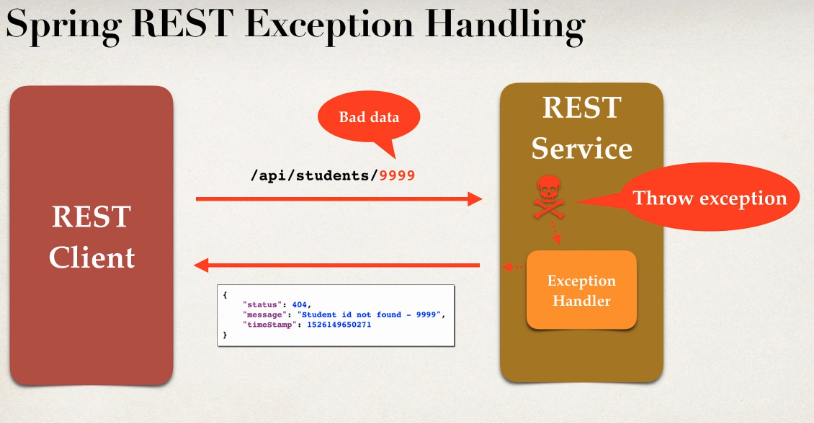 Spring REST Exception Handling
Bad data
/api/students/9999
REST
Client
REST
Service
Throw exception
Exception
Handler
{
"status": 404,
"message": "Student id not found - 9999",
"timeStamp": 1526149650271
}